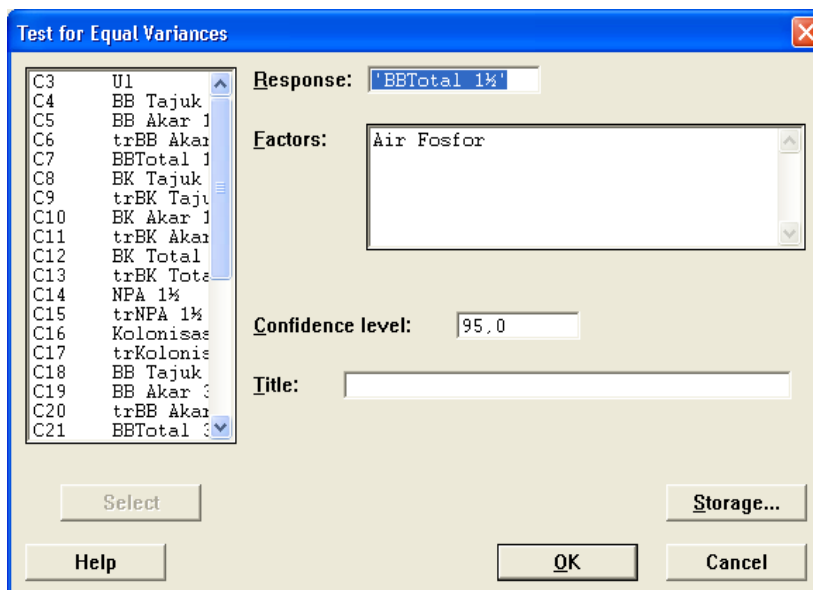 Test for Equal Variances
C3 U1
C4 BB Tajuk
C5 BB Akar 1
C6 trBB Akar
C7 BBTotal 1
C8 BK Tajuk
C9 trBK Taju
C10 BK Akar 1
C11 trBK Akar
C12 BK Total
C13 trBK Tota
C14 NPA 1½
C15 trNPA 1½
C16 Kolonisas
C17 trKolonis
C18 BB Tajuk
C19 BB Akar 3
C20 trBB Akar
C21 BBTotal 3
Response: 'BBTotal 1½'
Factors: Air Fosfor
Confidence level: 95,0
Title:
Select
Storage...
Help
OK
Cancel